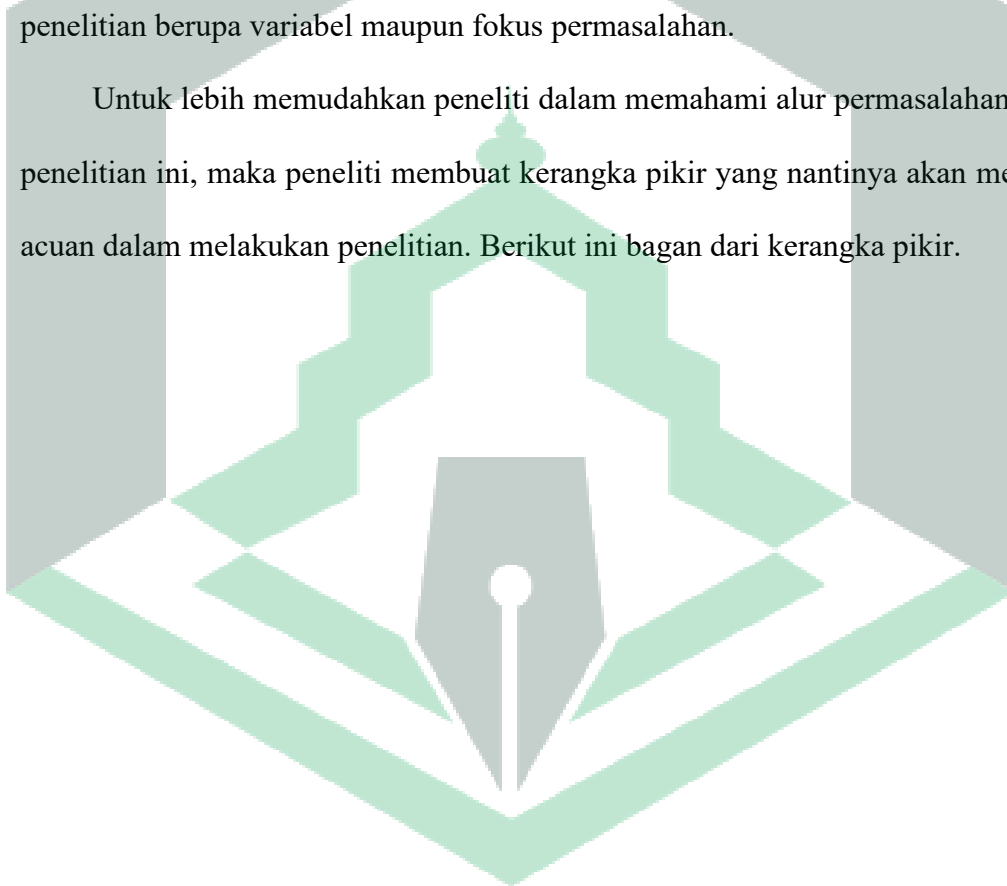 penelitian berupa variabel maupun fokus permasalahan.
Untuk lebih memudahkan peneliti dalam memahami alur permasalahan
penelitian ini, maka peneliti membuat kerangka pikir yang nantinya akan me
acuan dalam melakukan penelitian. Berikut ini bagan dari kerangka pikir.